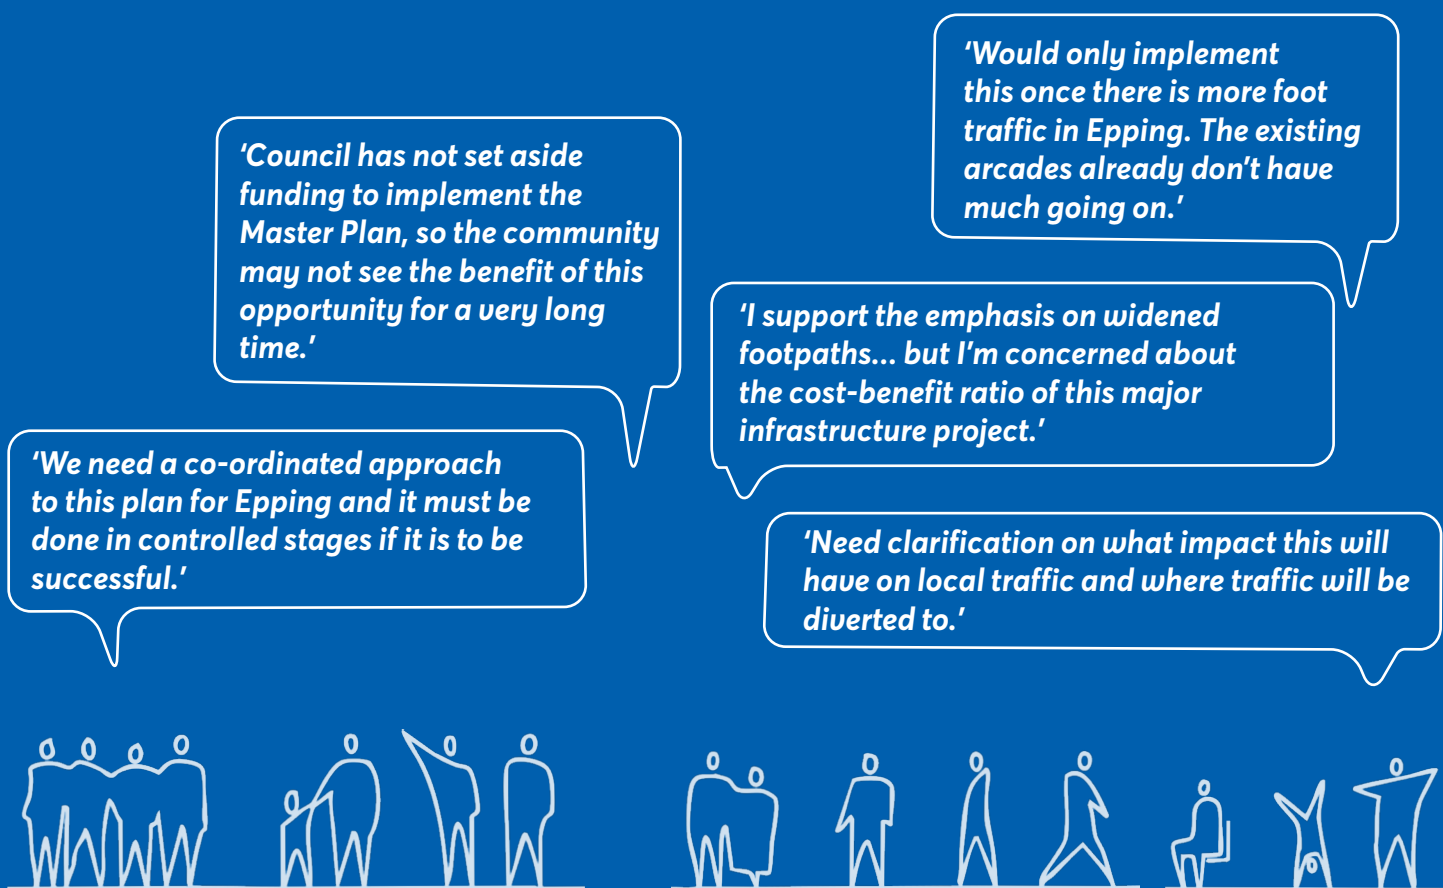 ‘Would only implement
this once there is more foot
traffic in Epping. The existing
arcades already don’t have
much going on.’
‘Council has not set aside
funding to implement the
Master Plan, so the community
may not see the benefit of this
opportunity for a very long
time.’
‘I support the emphasis on widened
footpaths... but I’m concerned about
the cost-benefit ratio of this major
infrastructure project.’
‘We need a co-ordinated approach
to this plan for Epping and it must be
done in controlled stages if it is to be
successful.’
‘Need clarification on what impact this will
have on local traffic and where traffic will be
diverted to.’